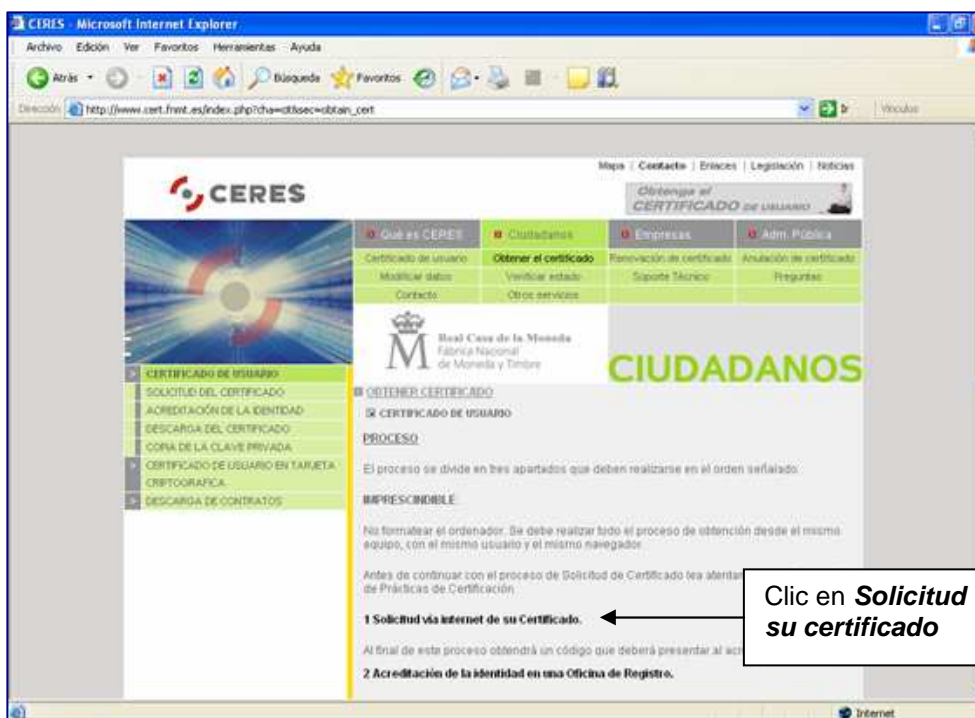 CERES - Microsoft Internet Explorer
Archivo Edición Ver Favoritos Herramientas Ayuda
Atrás Búsqueda Favoritos
Dirección http://www.cert.fnmt.es/index.php?cha=cit&sec=obtain_cert Ir Vínculos
Mapa | Contacto | Enlaces | Legislación | Noticias
CERES
Obtenga el
CERTIFICADO DE USUARIO
Qué es CERES Ciudadanos Empresas Adm. Pública
Certificado de usuario Obtener el certificado Renovación de certificado Anulación de certificado
Modificar datos Verificar estado Soporte Técnico Preguntas
Contacto Otros servicios
Real Casa de la Moneda
Fábrica Nacional
de Moneda y Timbre
CIUDADANOS
CERTIFICADO DE USUARIO
SOLICITUD DEL CERTIFICADO
ACREDITACIÓN DE LA IDENTIDAD
DESCARGA DEL CERTIFICADO
COPIA DE LA CLAVE PRIVADA
CERTIFICADO DE USUARIO EN TARJETA
CRIPTOGRAFICA
DESCARGA DE CONTRATOS
OBTENER CERTIFICADO
CERTIFICADO DE USUARIO
PROCESO
El proceso se divide en tres apartados que deben realizarse en el orden señalado.
IMPRESCINDIBLE
No formatear el ordenador. Se debe realizar todo el proceso de obtención desde el mismo
equipo, con el mismo usuario y el mismo navegador
Antes de continuar con el proceso de Solicitud de Certificado lea
de Prácticas de Certificación
1 Solicitud vía internet de su Certificado.
Al final de este proceso obtendrá un código que deberá presentar al
2 Acreditación de la identidad en una Oficina de Registro.
Clic en Solicitud
su certificado
Internet